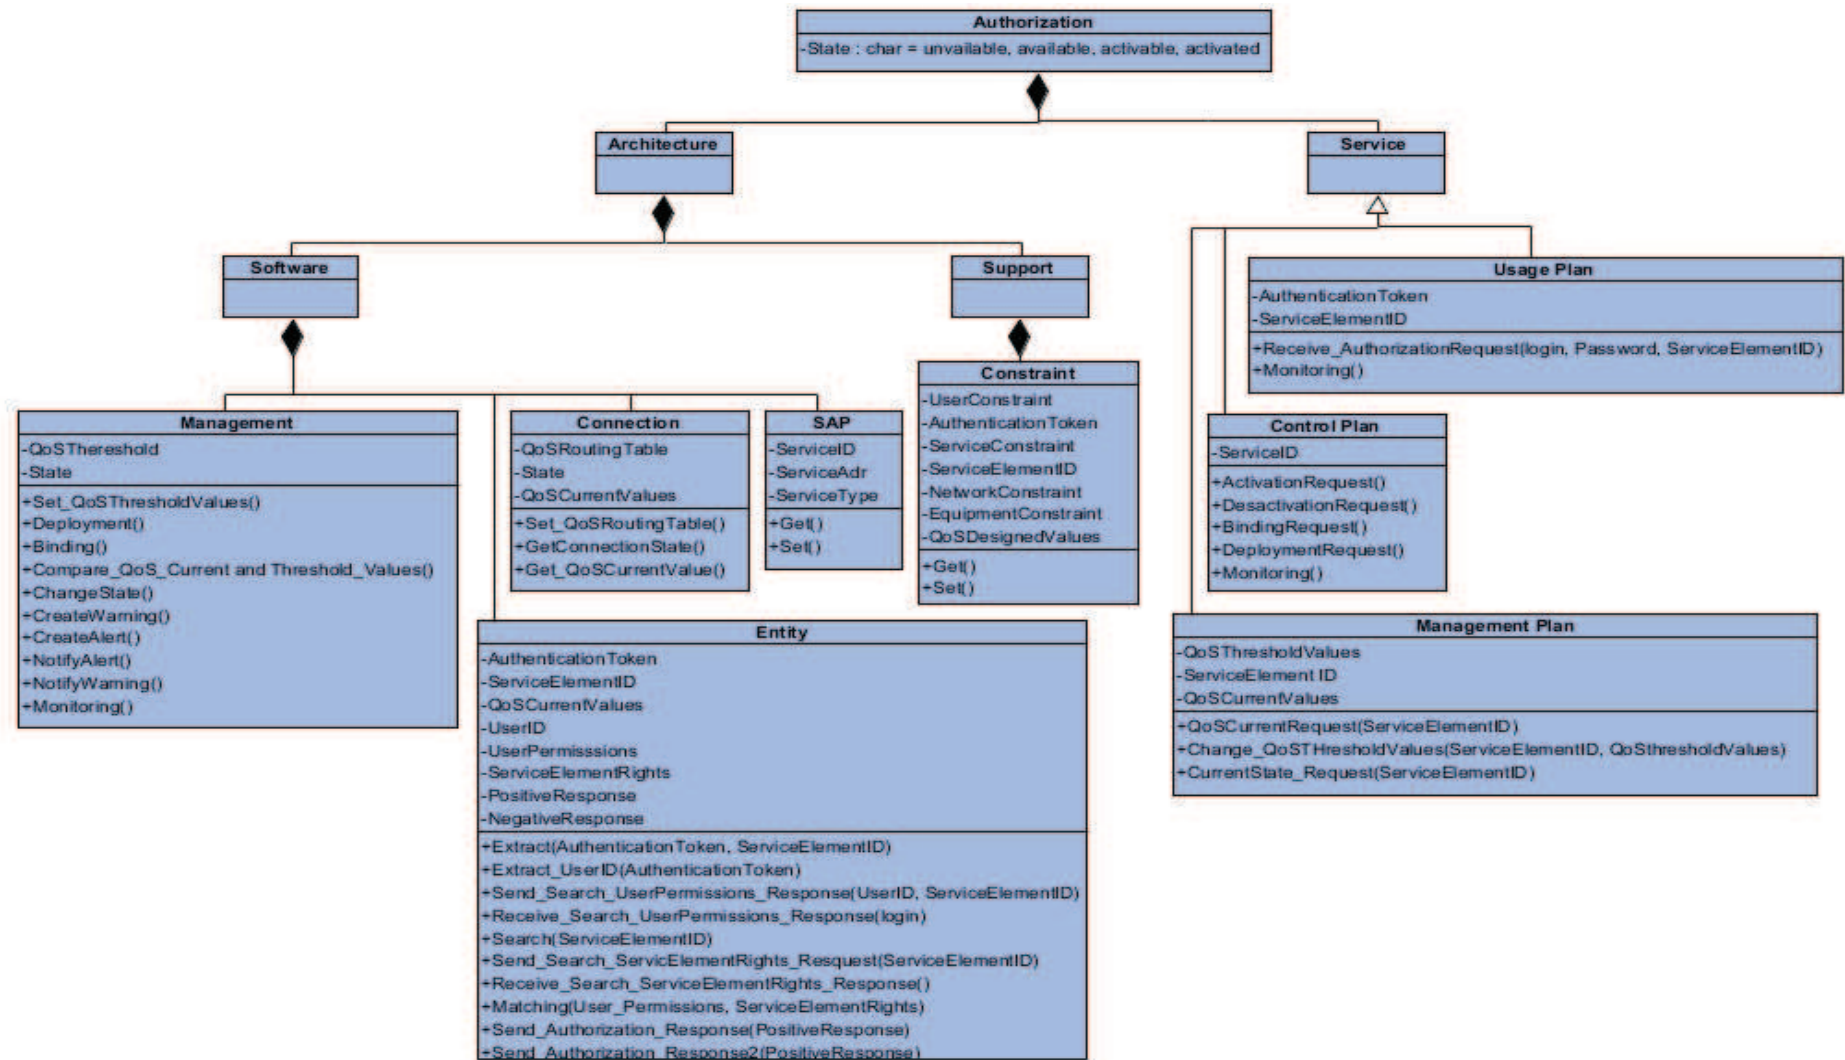 Authorization
-State : char = unvailable, available, activable, activated
Architecture
Service
Software
Support
Usage Plan
-AuthenticationToken
-ServiceElementID
+Receive_AuthorizationRequest(login, Password, ServiceElementID)
+Monitoring()
Management
-QoSThereshold
-State
+Set_QoSThresholdValues()
+Deployment()
+Binding()
+Compare_QoS_Current and Threshold_Values()
+ChangeState()
+CreateWarning()
+CreateAlert()
+NotifyAlert()
+NotifyWarning()
+Monitoring()
Connection
-QoSRoutingTable
-State
-QoSCurrentValues
+Set_QoSRoutingTable()
+GetConnectionState()
+Get_QoSCurrentValue()
SAP
-ServiceID
-ServiceAdr
-ServiceType
+Get()
+Set()
Constraint
-UserConstraint
-AuthenticationToken
-ServiceConstraint
-ServiceElementID
-NetworkConstraint
-EquipmentConstraint
-QoSDesignedValues
+Get()
+Set()
Control Plan
-ServiceID
+ActivationRequest()
+DesactivationRequest()
+BindingRequest()
+DeploymentRequest()
+Monitoring()
Entity
-AuthenticationToken
-ServiceElementID
-QoSCurrentValues
-UserID
-UserPermisssions
-ServiceElementRights
-PositiveResponse
-NegativeResponse
+Extract(AuthenticationToken, ServiceElementID)
+Extract_UserID(AuthenticationToken)
+Send_Search_UserPermissions_Response(UserID, ServiceElementID)
+Receive_Search_UserPermissions_Response(login)
+Search(ServiceElementID)
+Send_Search_ServicElementRights_Resquest(ServiceElementID)
+Receive_Search_ServiceElementRights_Response()
+Matching(User_Permissions, ServiceElementRights)
+Send_Authorization_Response(PositiveResponse)
+Send_Authorization_Response2(PositiveResponse)
Management Plan
-QoSThresholdValues
-ServiceElement ID
-QoSCurrentValues
+QoSCurrentRequest(ServiceElementID)
+Change_QoSTHresholdValues(ServiceElementID, QoSthresholdValues)
+CurrentState_Request(ServiceElementID)